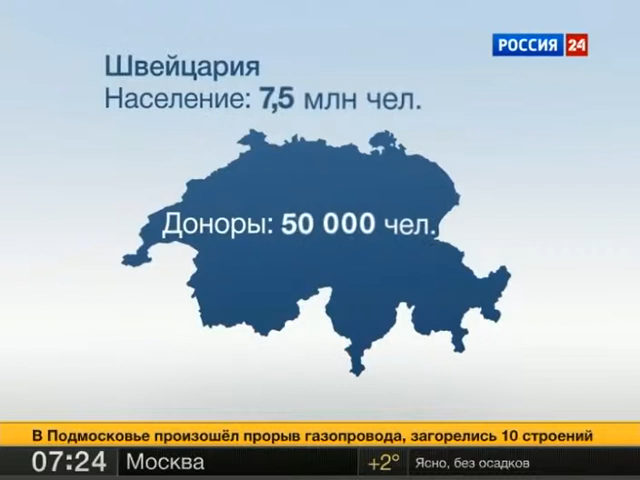 РОССИЯ 24
Швейцария
Население: 7,5 млн чел.
Доноры: 50 000 чел.
В Подмосковье произошёл прорыв газопровода, загорелись 10 строений
07:24 Москва +2° Ясно, без осадков